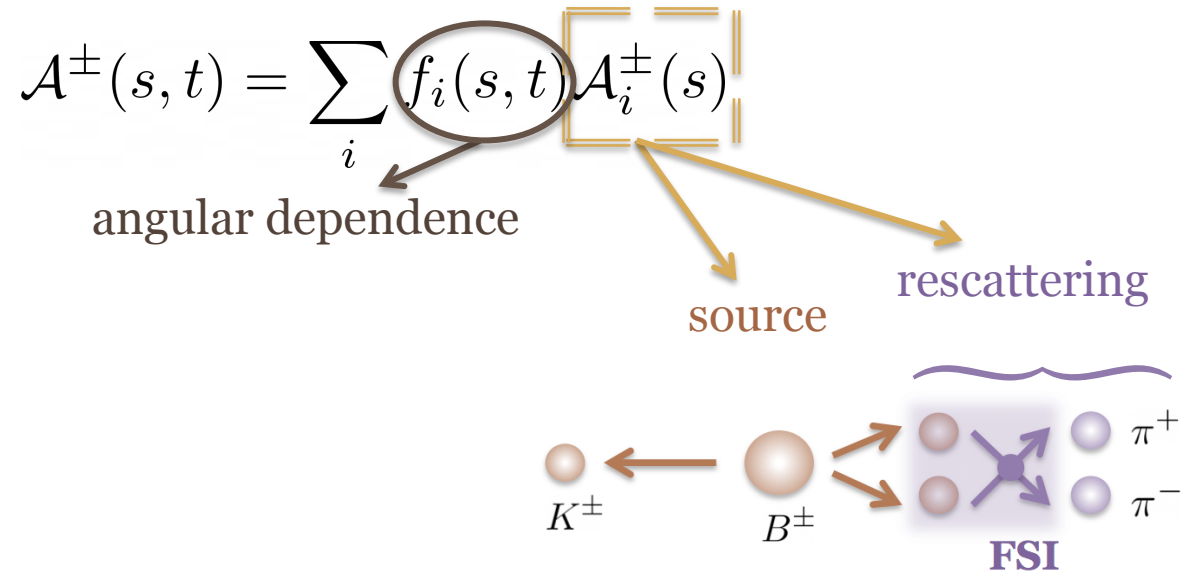 𝒜^±(s, t) = ∑_i f_i(s, t) 𝒜_i^±(s)
angular dependence
rescattering
source
π⁺
K^± B^± π⁻
FSI